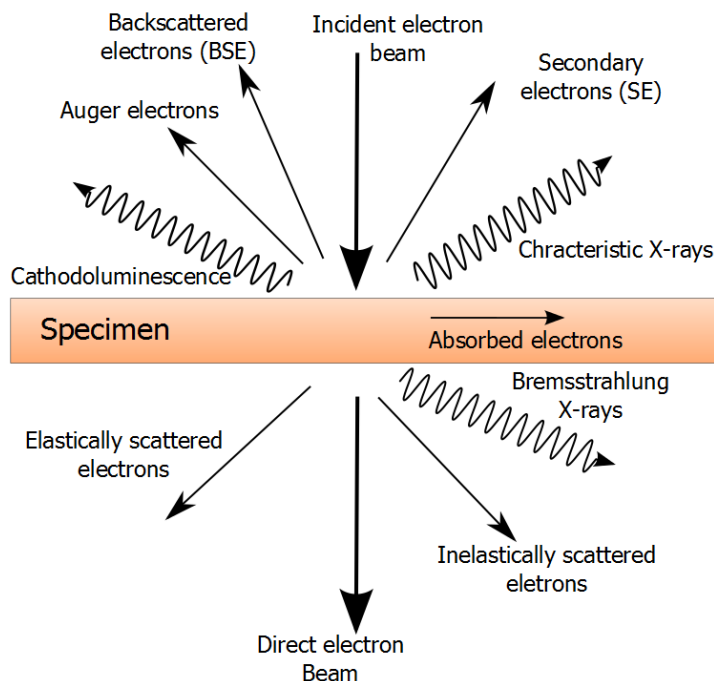 Backscattered
electrons (BSE)
Incident electron
beam
Secondary
electrons (SE)
Auger electrons
Cathodoluminescence
Chracteristic X-rays
Specimen
Absorbed electrons
Bremsstrahlung
X-rays
Elastically scattered
electrons
Inelastically scattered
eletrons
Direct electron
Beam